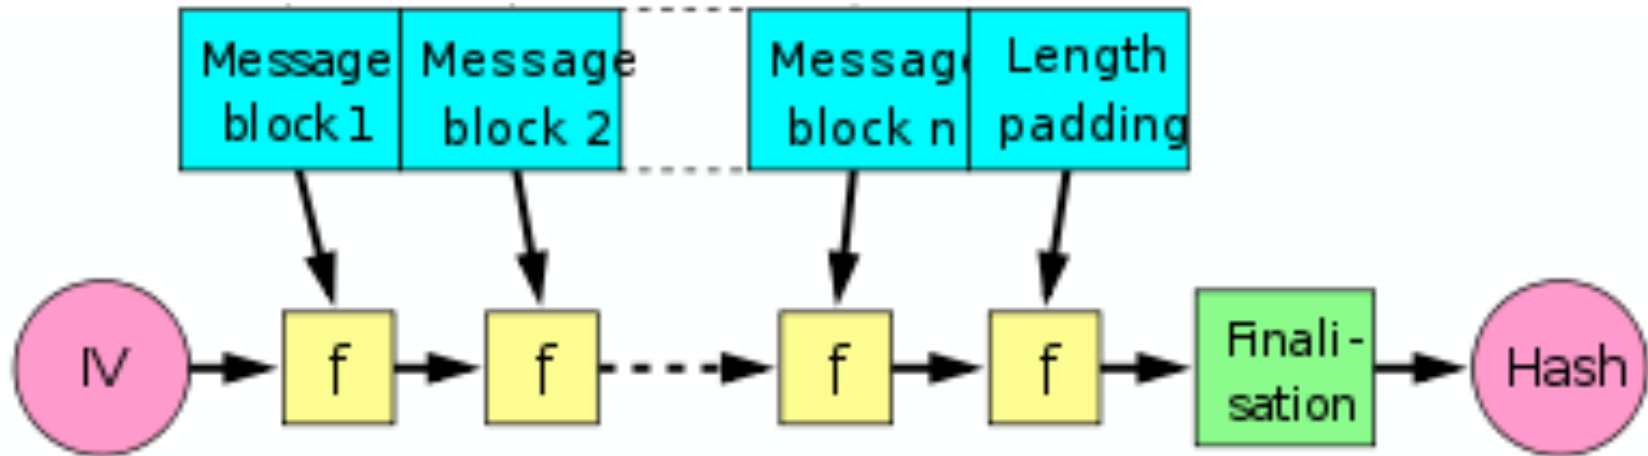 Message
block 1
Message
block 2
Message
block n
Length
padding
IV
f
f
f
f
Finali-
sation
Hash